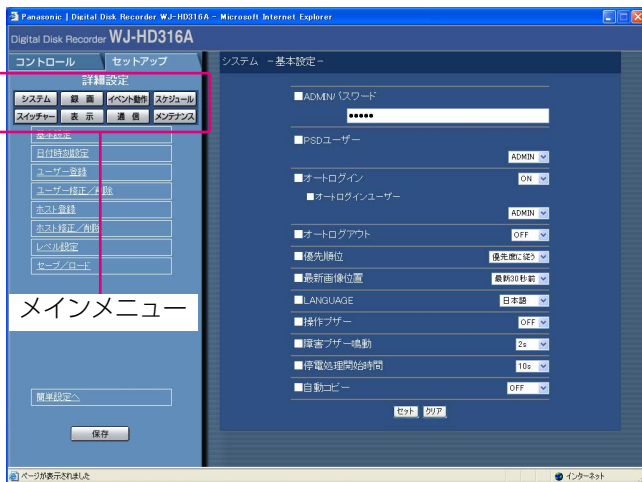 Panasonic | Digital Disk Recorder WJ-HD316A - Microsoft Internet Explorer
Digital Disk Recorder WJ-HD316A
コントロール セットアップ
詳細設定
システム 録画 イベント動作 スケジュール
スイッチャー 表示 通信 メンテナンス
基本設定
日付時刻設定
ユーザー登録
ユーザー修正／削除
ホスト登録
ホスト修正／削除
レベル設定
セーブ／ロード
メインメニュー
簡単設定へ
保存
システム －基本設定－
■ADMINパスワード
●●●●●
■PSDユーザー
ADMIN
■オートログイン ON
■オートログインユーザー
ADMIN
■オートログアウト OFF
■優先順位 優先度に従う
■最新画像位置 最新30秒前
■LANGUAGE 日本語
■操作ブザー OFF
■障害ブザー鳴動 2s
■停電処理開始時間 10s
■自動コピー OFF
セット クリア
ページが表示されました インターネット